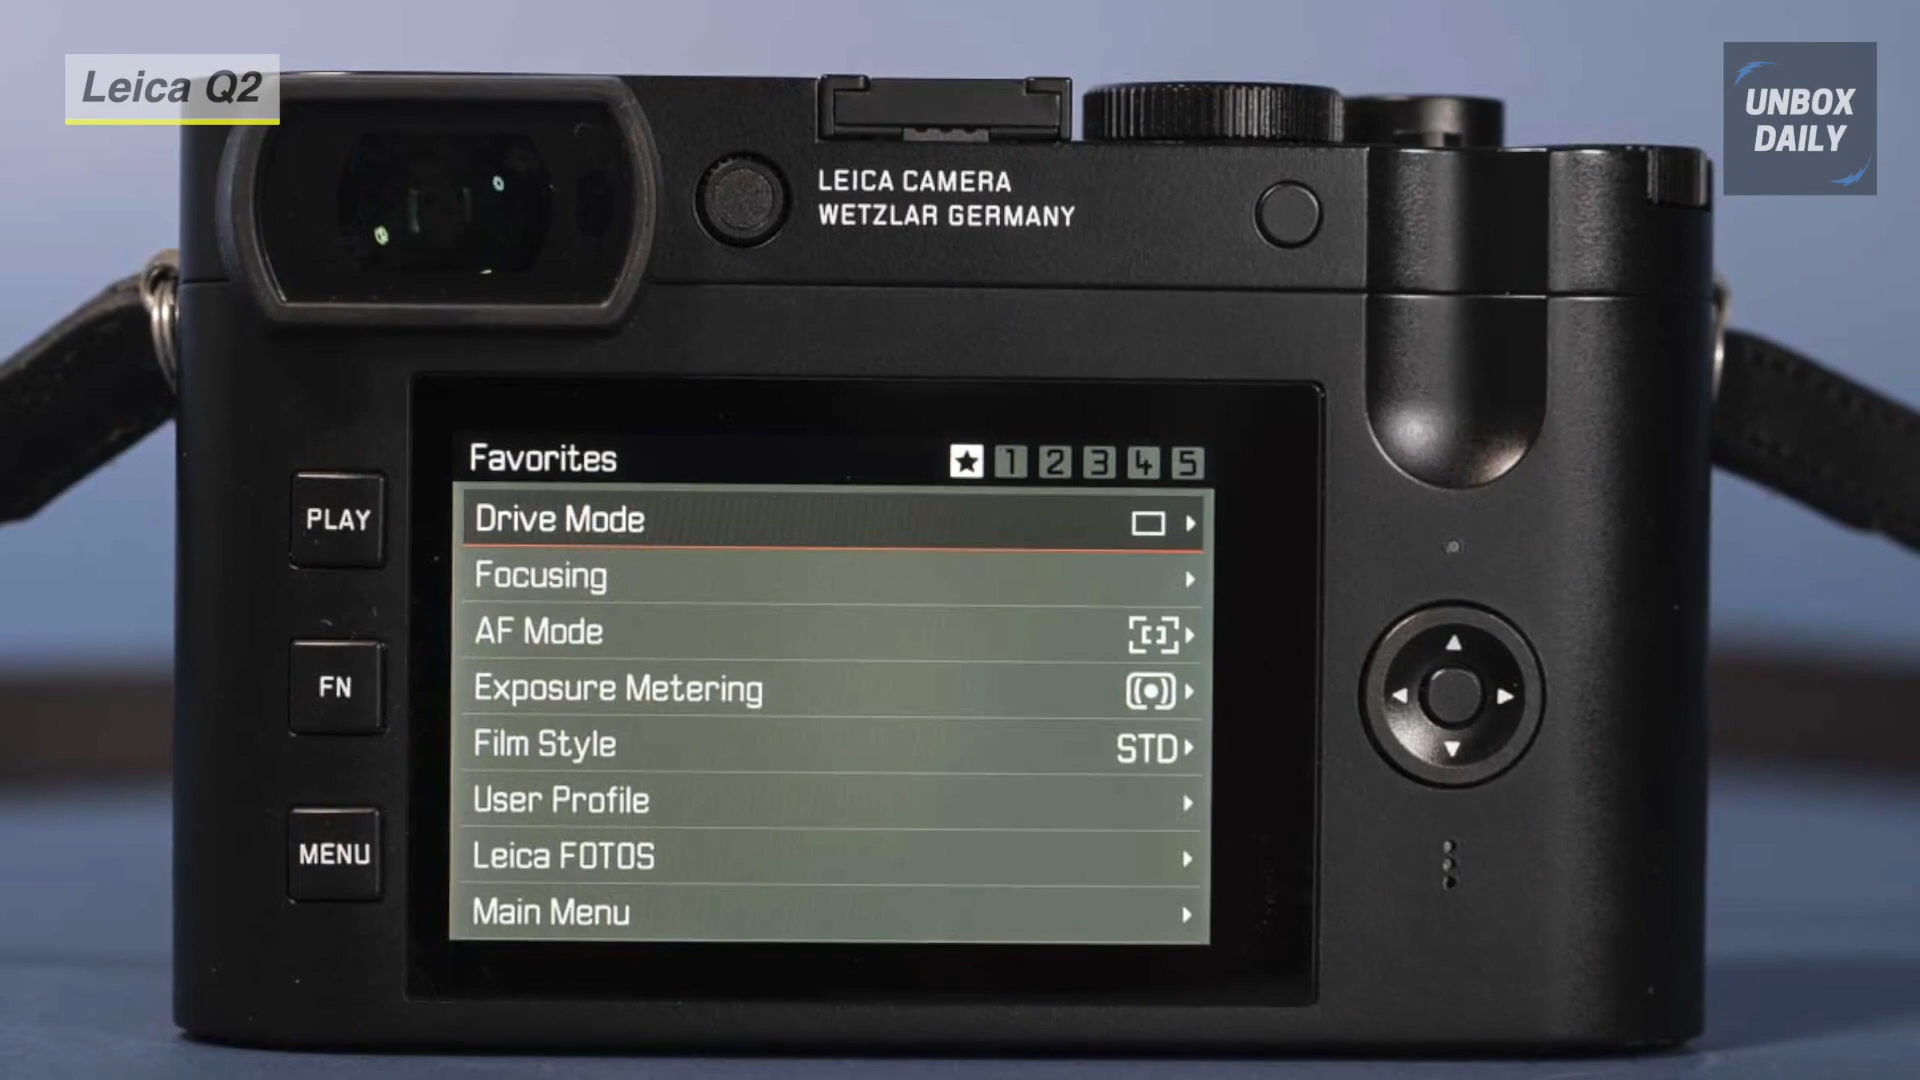 Leica Q2
UNBOX
DAILY
LEICA CAMERA
WETZLAR GERMANY
Favorites ★ 1 2 3 4 5
PLAY
FN
MENU
Drive Mode
Focusing
AF Mode
Exposure Metering
Film Style STD
User Profile
Leica FOTOS
Main Menu